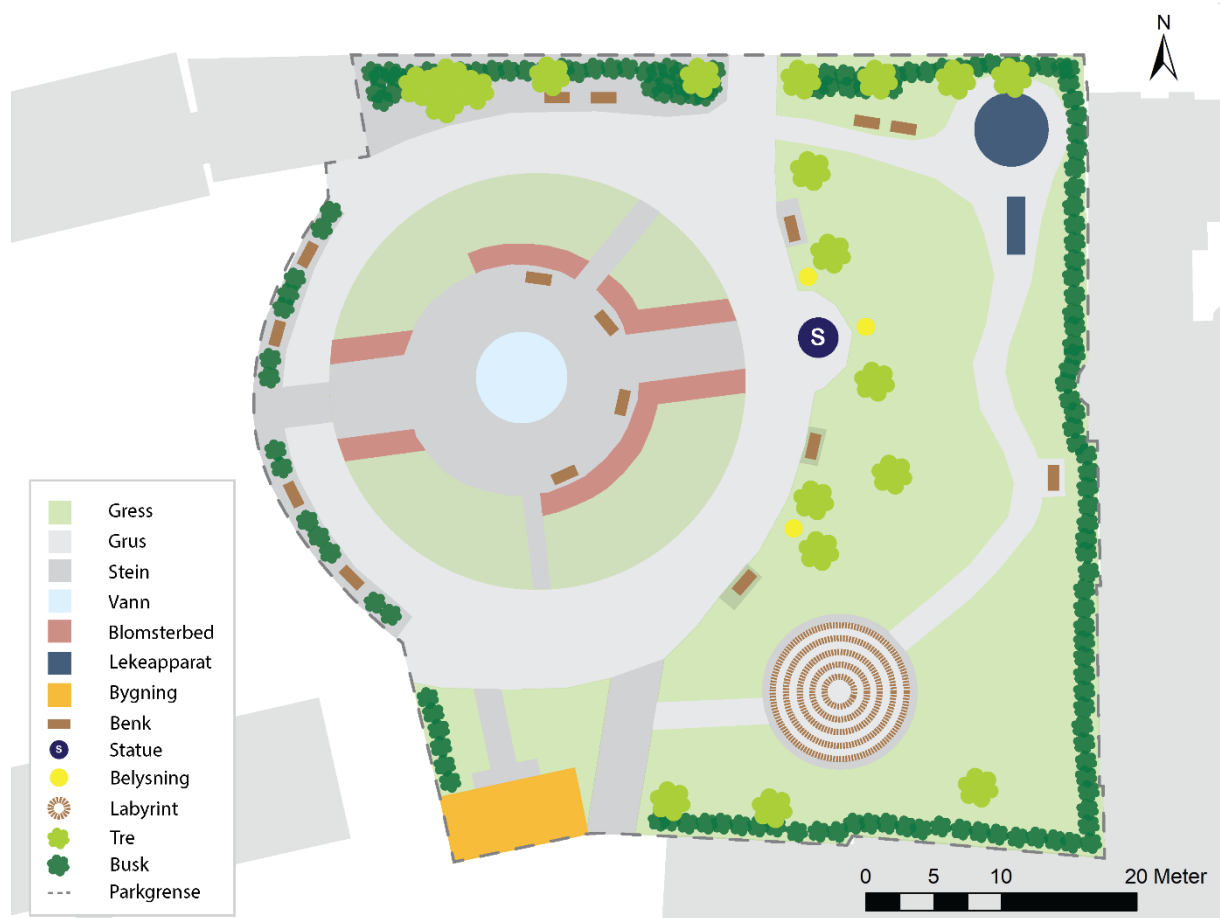 N
S
Gress
Grus
Stein
Vann
Blomsterbed
Lekeapparat
Bygning
Benk
S Statue
Belysning
Labyrint
Tre
Busk
Parkgrense
0 5 10 20 Meter